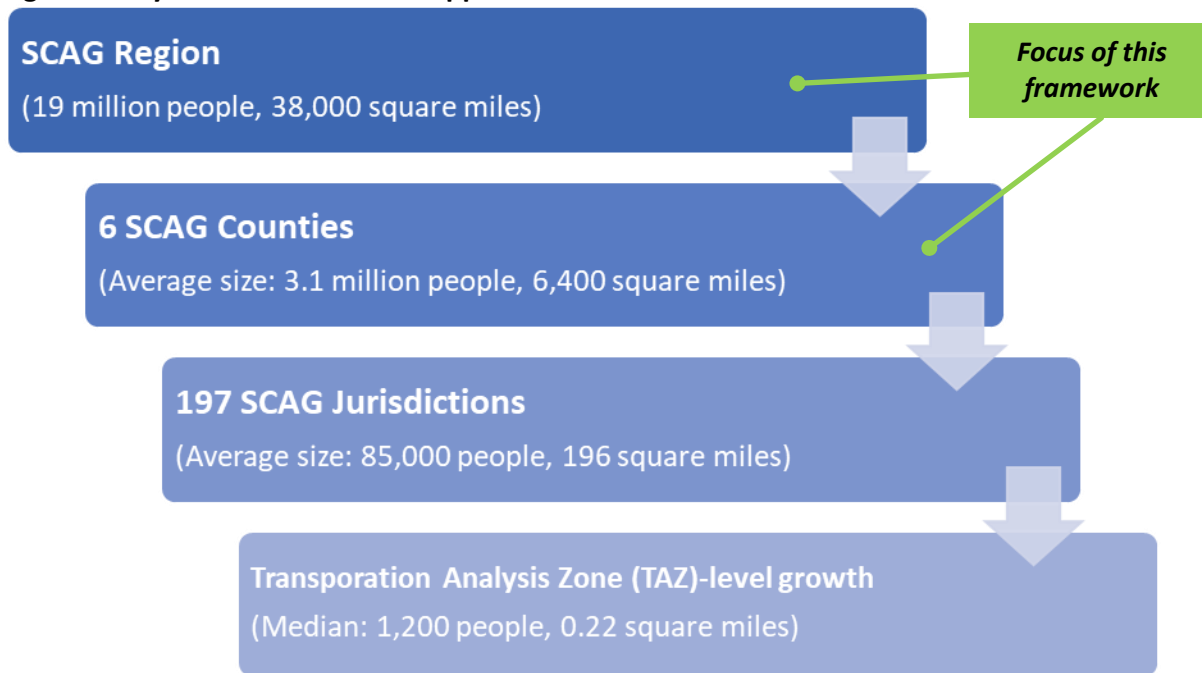 SCAG Region
(19 million people, 38,000 square miles)
Focus of this
framework
6 SCAG Counties
(Average size: 3.1 million people, 6,400 square miles)
197 SCAG Jurisdictions
(Average size: 85,000 people, 196 square miles)
Transporation Analysis Zone (TAZ)-level growth
(Median: 1,200 people, 0.22 square miles)